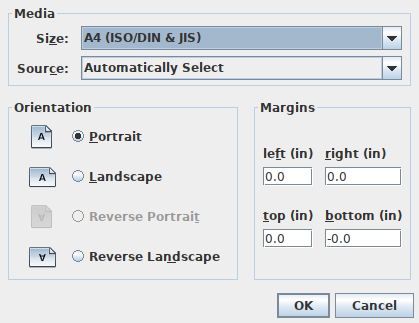 Media
Size: A4 (ISO/DIN & JIS)
Source: Automatically Select
Orientation
A Portrait
A Landscape
A Reverse Portrait
A Reverse Landscape
Margins
left (in) right (in)
0.0 0.0
top (in) bottom (in)
0.0 -0.0
OK Cancel